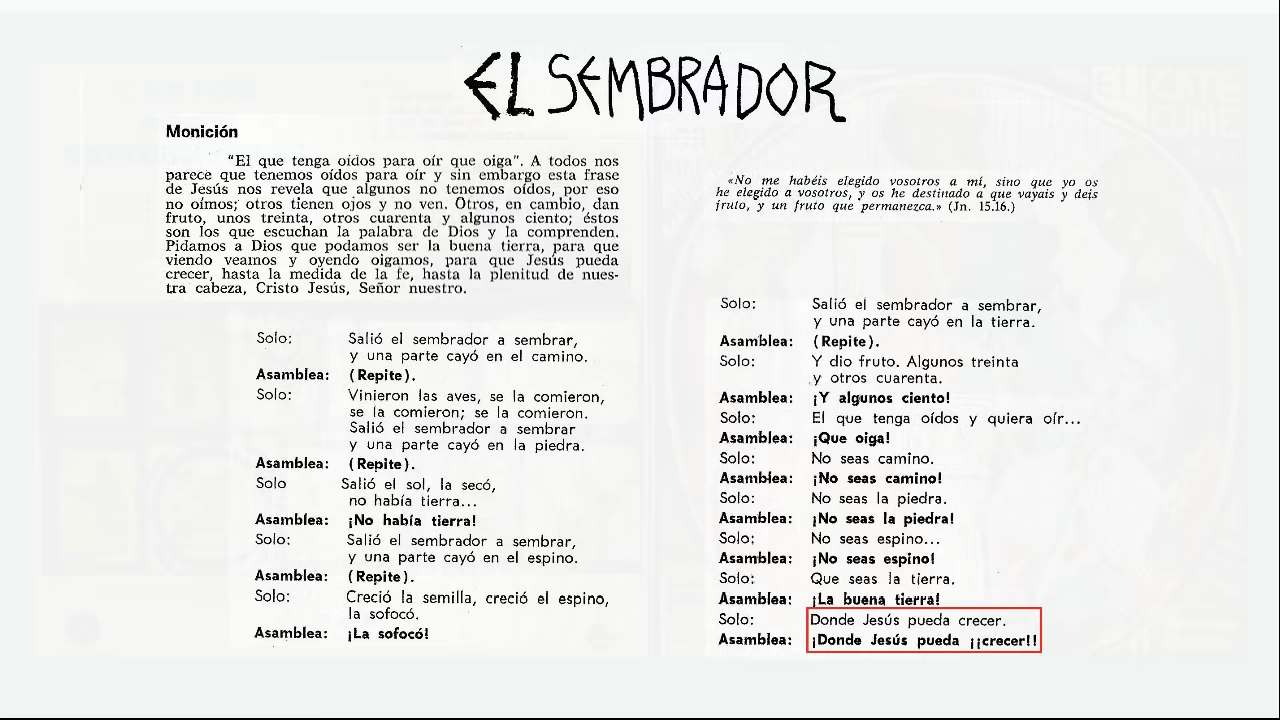 EL SEMBRADOR
Monición
"El que tenga oídos para oír que oiga". A todos nos
parece que tenemos oídos para oír y sin embargo esta frase
de Jesús nos revela que algunos no tenemos oídos, por eso
no oímos; otros tienen ojos y no ven. Otros, en cambio, dan
fruto, unos treinta, otros cuarenta y algunos ciento; éstos
son los que escuchan la palabra de Dios y la comprenden.
Pidamos a Dios que podamos ser la buena tierra, para que
viendo veamos y oyendo oigamos, para que Jesús pueda
crecer, hasta la medida de la fe, hasta la plenitud de nues-
tra cabeza, Cristo Jesús, Señor nuestro.
Solo: Salió el sembrador a sembrar,
y una parte cayó en el camino.
Asamblea: (Repite).
Solo: Vinieron las aves, se la comieron,
se la comieron; se la comieron.
Salió el sembrador a sembrar
y una parte cayó en la piedra.
Asamblea: (Repite).
Solo Salió el sol, la secó,
no había tierra...
Asamblea: ¡No había tierra!
Solo: Salió el sembrador a sembrar,
y una parte cayó en el espino.
Asamblea: (Repite).
Solo: Creció la semilla, creció el espino,
la sofocó.
Asamblea: ¡La sofocó!
«No me habéis elegido vosotros a mí, sino que yo os
he elegido a vosotros, y os he destinado a que vayáis y deis
fruto, y un fruto que permanezca.» (Jn. 15.16.)
Solo: Salió el sembrador a sembrar,
y una parte cayó en la tierra.
Asamblea: (Repite).
Solo: Y dio fruto. Algunos treinta
y otros cuarenta.
Asamblea: ¡Y algunos ciento!
Solo: El que tenga oídos y quiera oír...
Asamblea: ¡Que oiga!
Solo: No seas camino.
Asamblea: ¡No seas camino!
Solo: No seas la piedra.
Asamblea: ¡No seas la piedra!
Solo: No seas espino...
Asamblea: ¡No seas espino!
Solo: Que seas la tierra.
Asamblea: ¡La buena tierra!
Solo: Donde Jesús pueda crecer.
Asamblea: ¡Donde Jesús pueda ¡¡crecer!!